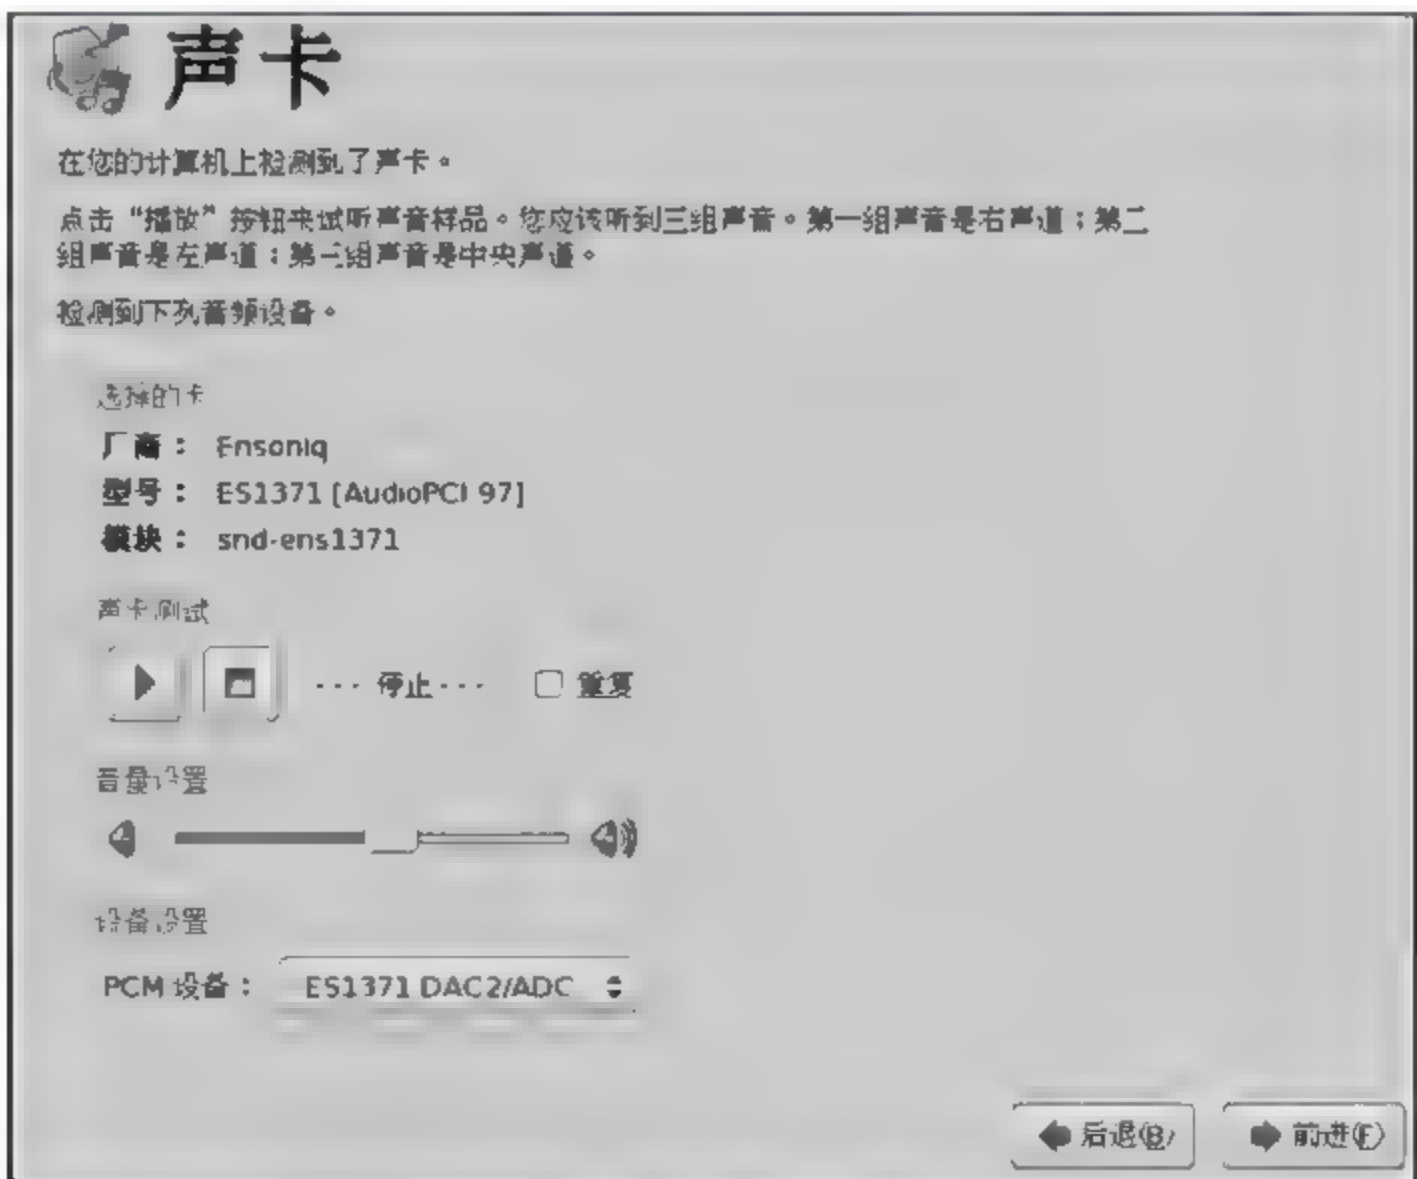 声卡
在您的计算机上检测到了声卡。
点击“播放”按钮来试听声音样品。您应该听到三组声音。第一组声音是右声道；第二
组声音是左声道；第三组声音是中央声道。
检测到下列音频设备。
选择的卡
厂商： Ensoniq
型号： ES1371 [AudioPCI-97]
模块： snd-ens1371
声卡测试
··· 停止 ··· 重复
音量设置
设备设置
PCM 设备： ES1371 DAC2/ADC
后退(B) 前进(F)